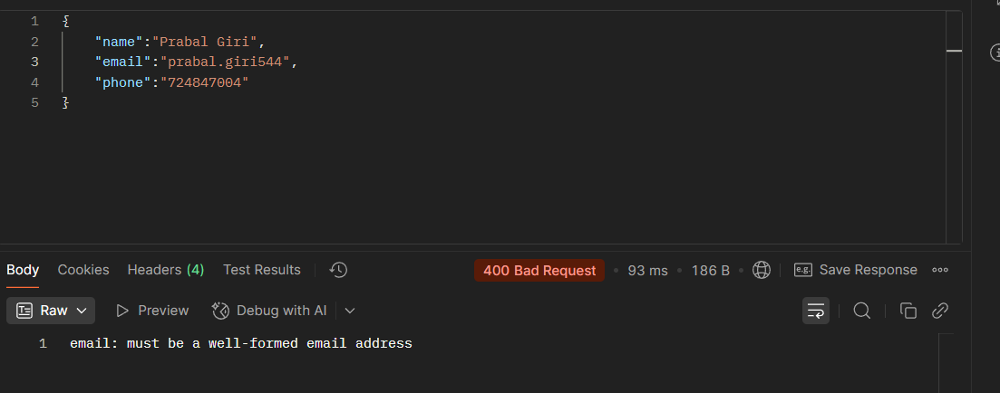 1 {
2 "name":"Prabal Giri",
3 "email":"prabal.giri544",
4 "phone":"724847004"
5 }
Body Cookies Headers (4) Test Results 400 Bad Request • 93 ms • 186 B • e.g. Save Response
Raw Preview Debug with AI
1 email: must be a well-formed email address